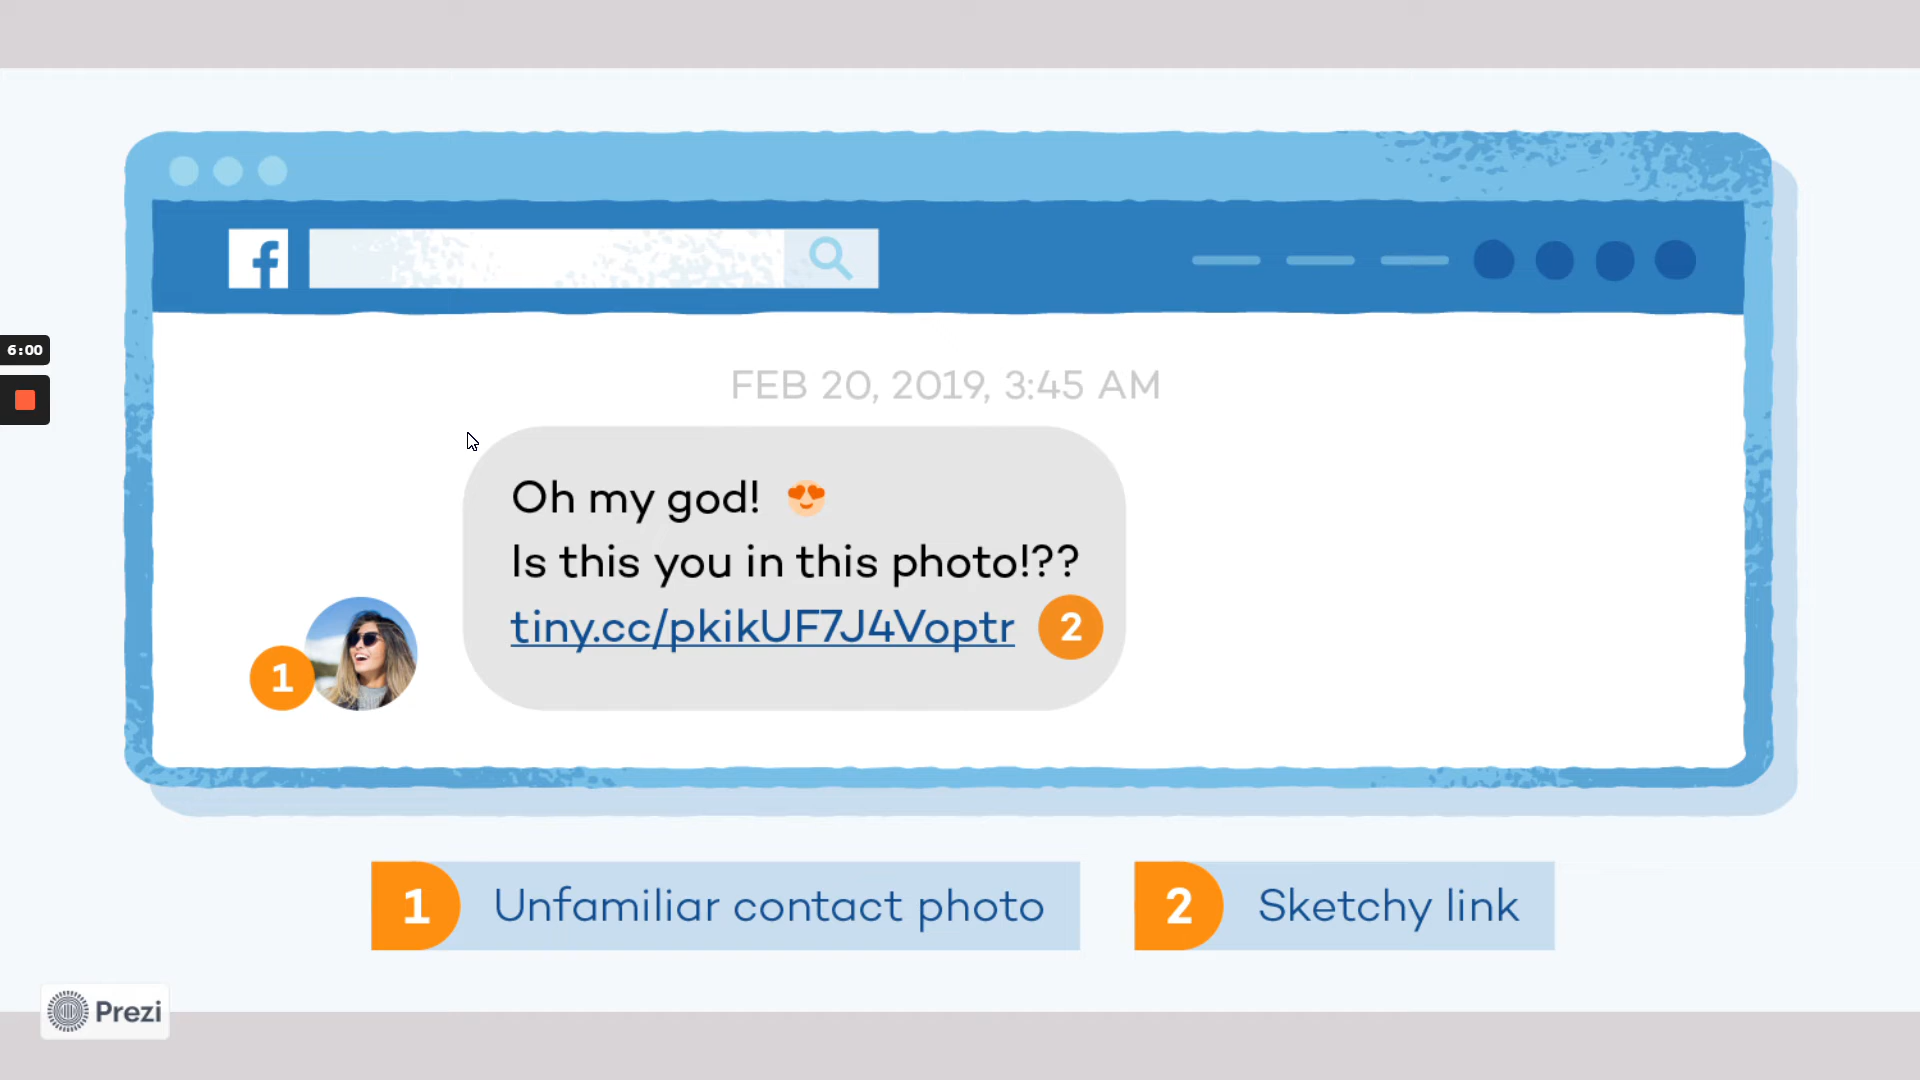 6:00
FEB 20, 2019, 3:45 AM
Oh my god! 😍
Is this you in this photo!??
tiny.cc/pkikUF7J4Voptr 2
1
1 Unfamiliar contact photo
2 Sketchy link
Prezi